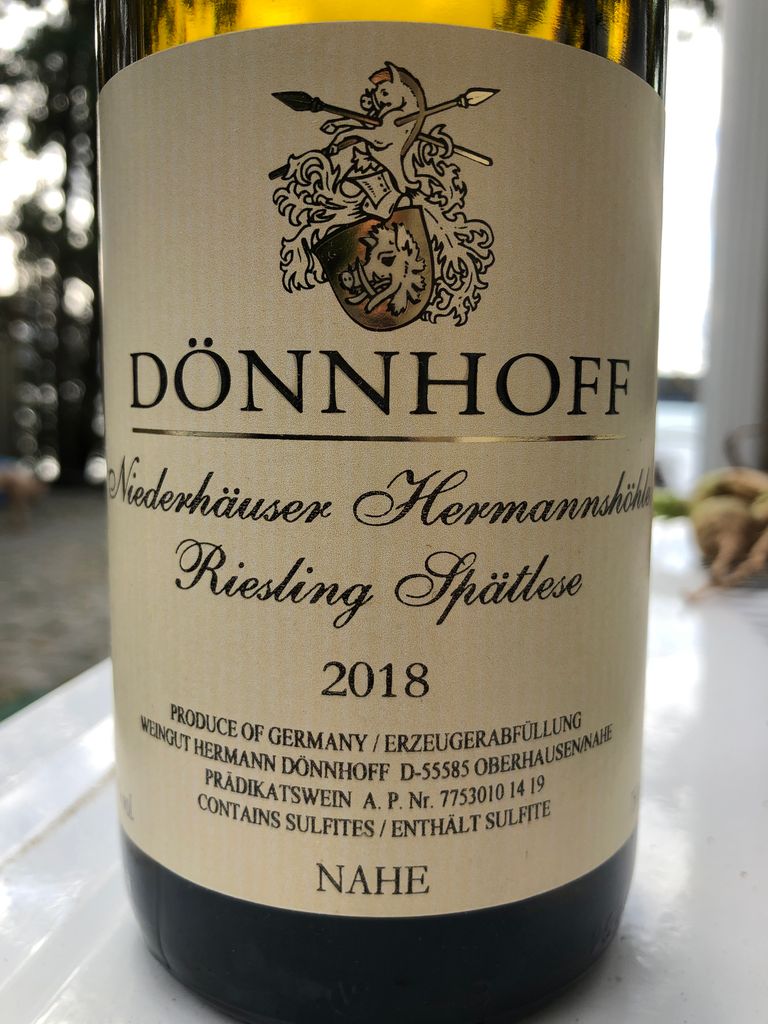 DÖNNHOFF
Niederhäuser Hermannshöhle
Riesling Spätlese
2018
PRODUCE OF GERMANY / ERZEUGERABFÜLLUNG
WEINGUT HERMANN DÖNNHOFF D-55585 OBERHAUSEN/NAHE
PRÄDIKATSWEIN A. P. Nr. 7753010 14 19
CONTAINS SULFITES / ENTHÄLT SULFITE
NAHE